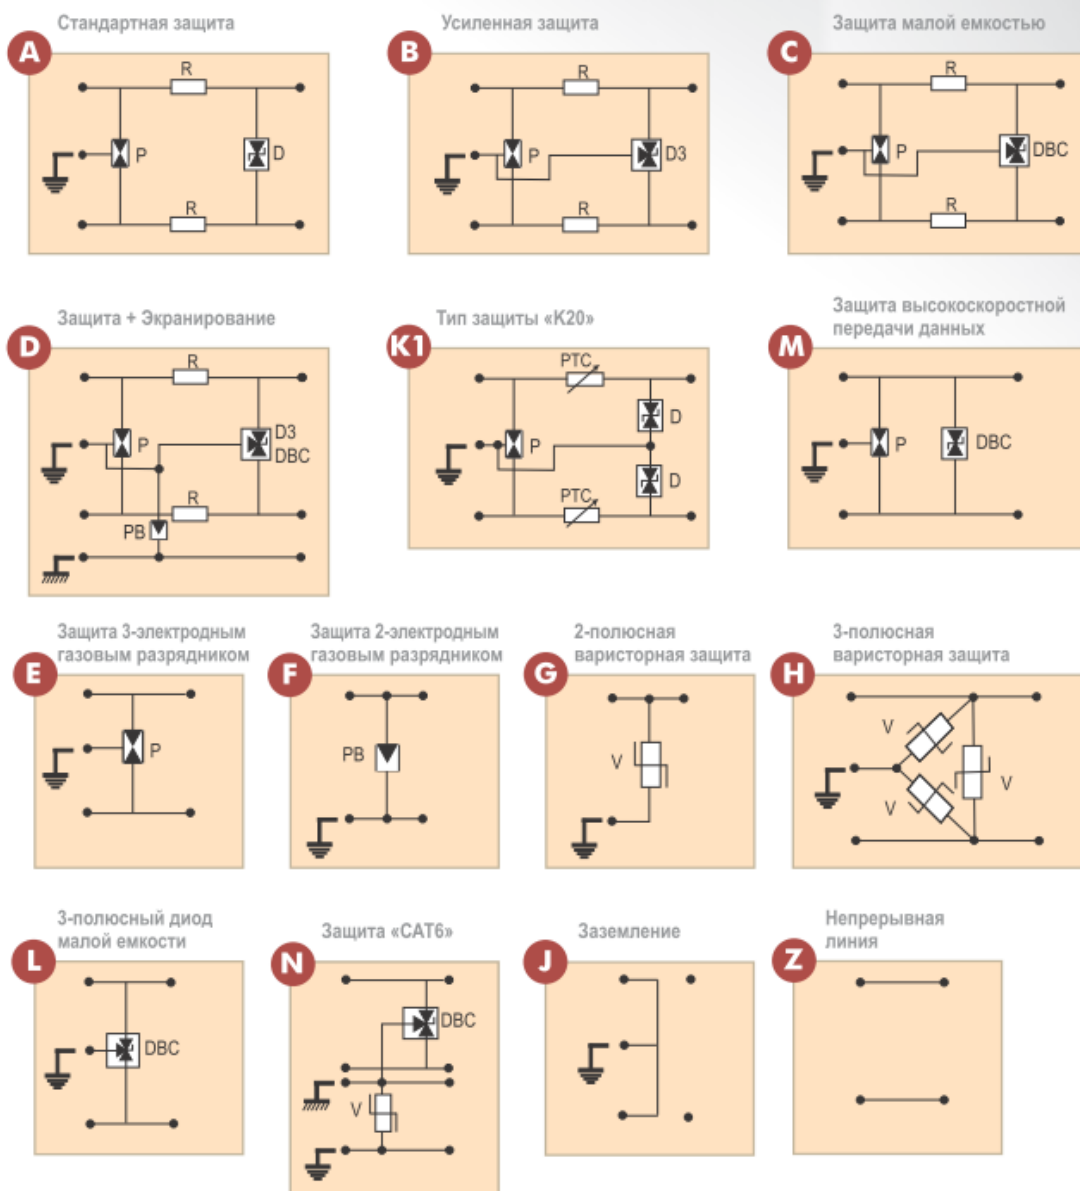 Стандартная защита
A
R
P
D
R
Усиленная защита
B
R
P
D3
R
Защита малой емкостью
C
R
P
DBC
R
Защита + Экранирование
D
R
P
D3
DBC
R
PB
Тип защиты «K20»
K1
PTC
P
D
D
PTC
Защита высокоскоростной
передачи данных
M
P
DBC
Защита 3-электродным
газовым разрядником
E
P
Защита 2-электродным
газовым разрядником
F
PB
2-полюсная
варисторная защита
G
V
3-полюсная
варисторная защита
H
V
V
V
3-полюсный диод
малой емкости
L
DBC
Защита «CAT6»
N
DBC
V
Заземление
J
Непрерывная
линия
Z